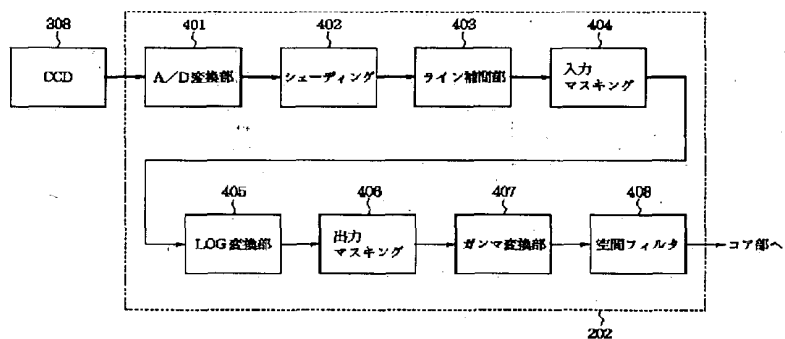 308
401
402
403
404
CCD
A/D変換部
シェーディング
ライン補間部
入力
マスキング
405
406
407
408
LOG変換部
出力
マスキング
ガンマ変換部
空間フィルタ
コア部へ
202